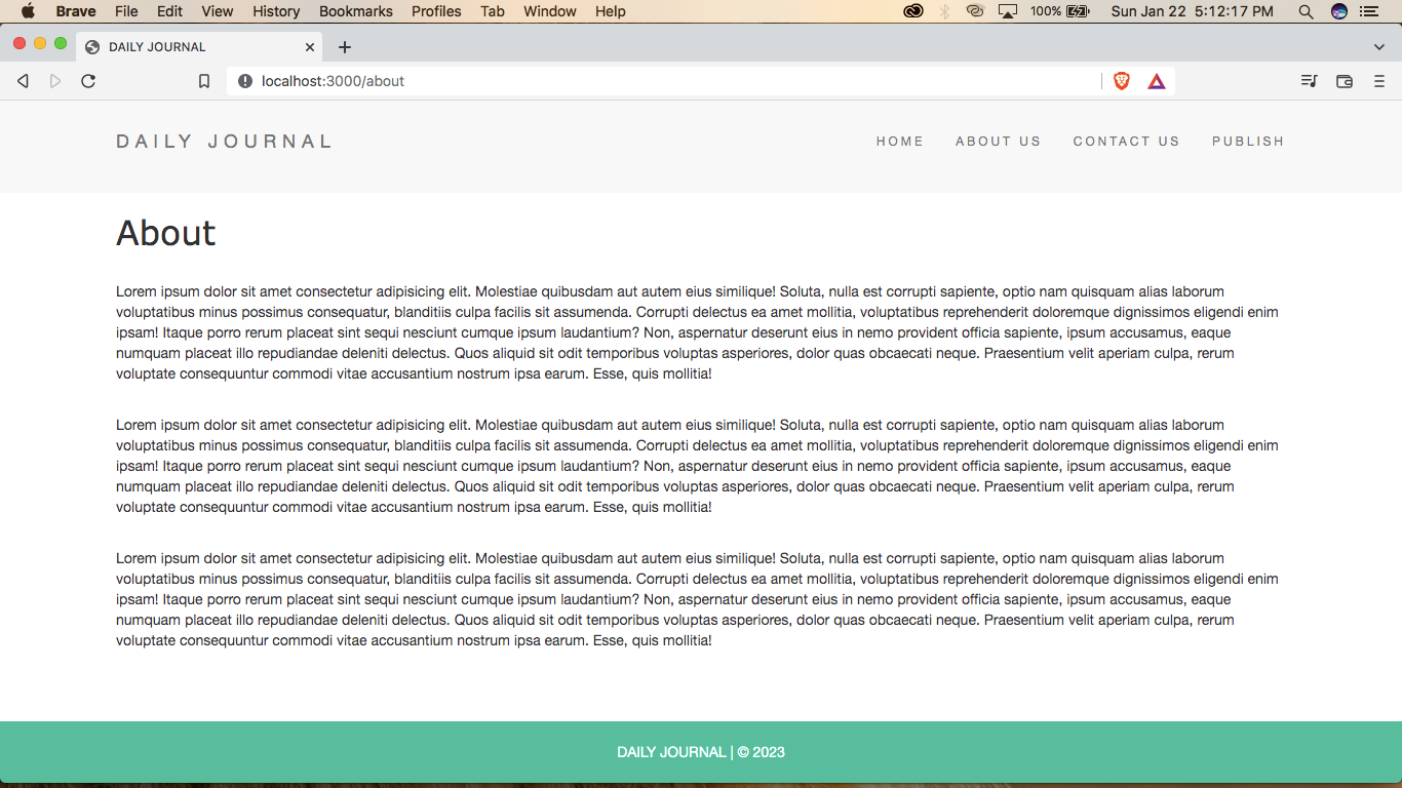 Brave File Edit View History Bookmarks Profiles Tab Window Help 100% Sun Jan 22 5:12:17 PM
DAILY JOURNAL
localhost:3000/about
DAILY JOURNAL HOME ABOUT US CONTACT US PUBLISH
About
Lorem ipsum dolor sit amet consectetur adipisicing elit. Molestiae quibusdam aut autem eius similique! Soluta, nulla est corrupti sapiente, optio nam quisquam alias laborum
voluptatibus minus possimus consequatur, blanditiis culpa facilis sit assumenda. Corrupti delectus ea amet mollitia, voluptatibus reprehenderit doloremque dignissimos eligendi enim
ipsam! Itaque porro rerum placeat sint sequi nesciunt cumque ipsum laudantium? Non, aspernatur deserunt eius in nemo provident officia sapiente, ipsum accusamus, eaque
numquam placeat illo repudiandae deleniti delectus. Quos aliquid sit odit temporibus voluptas asperiores, dolor quas obcaecati neque. Praesentium velit aperiam culpa, rerum
voluptate consequuntur commodi vitae accusantium nostrum ipsa earum. Esse, quis mollitia!
Lorem ipsum dolor sit amet consectetur adipisicing elit. Molestiae quibusdam aut autem eius similique! Soluta, nulla est corrupti sapiente, optio nam quisquam alias laborum
voluptatibus minus possimus consequatur, blanditiis culpa facilis sit assumenda. Corrupti delectus ea amet mollitia, voluptatibus reprehenderit doloremque dignissimos eligendi enim
ipsam! Itaque porro rerum placeat sint sequi nesciunt cumque ipsum laudantium? Non, aspernatur deserunt eius in nemo provident officia sapiente, ipsum accusamus, eaque
numquam placeat illo repudiandae deleniti delectus. Quos aliquid sit odit temporibus voluptas asperiores, dolor quas obcaecati neque. Praesentium velit aperiam culpa, rerum
voluptate consequuntur commodi vitae accusantium nostrum ipsa earum. Esse, quis mollitia!
Lorem ipsum dolor sit amet consectetur adipisicing elit. Molestiae quibusdam aut autem eius similique! Soluta, nulla est corrupti sapiente, optio nam quisquam alias laborum
voluptatibus minus possimus consequatur, blanditiis culpa facilis sit assumenda. Corrupti delectus ea amet mollitia, voluptatibus reprehenderit doloremque dignissimos eligendi enim
ipsam! Itaque porro rerum placeat sint sequi nesciunt cumque ipsum laudantium? Non, aspernatur deserunt eius in nemo provident officia sapiente, ipsum accusamus, eaque
numquam placeat illo repudiandae deleniti delectus. Quos aliquid sit odit temporibus voluptas asperiores, dolor quas obcaecati neque. Praesentium velit aperiam culpa, rerum
voluptate consequuntur commodi vitae accusantium nostrum ipsa earum. Esse, quis mollitia!
DAILY JOURNAL | © 2023